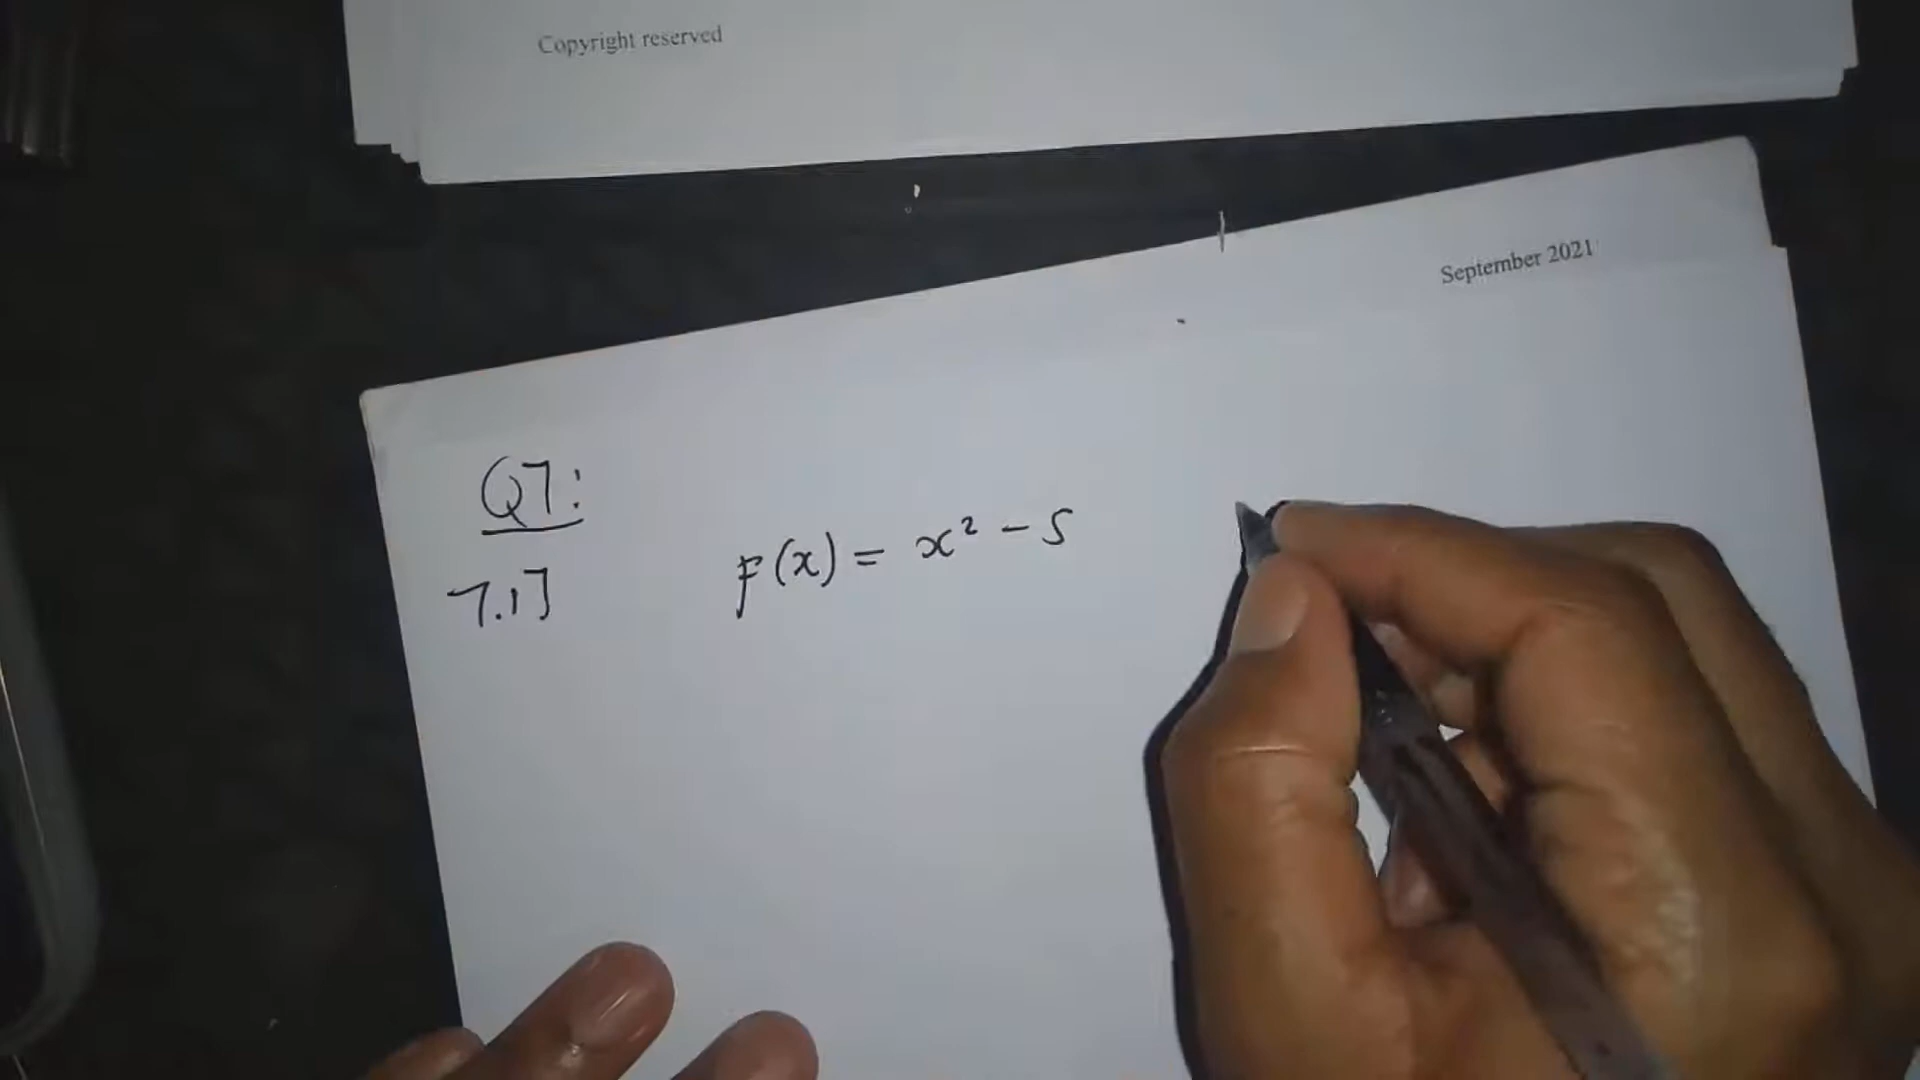 Copyright reserved
September 2021
Q7:
7.1]
F(x) = x² - 5